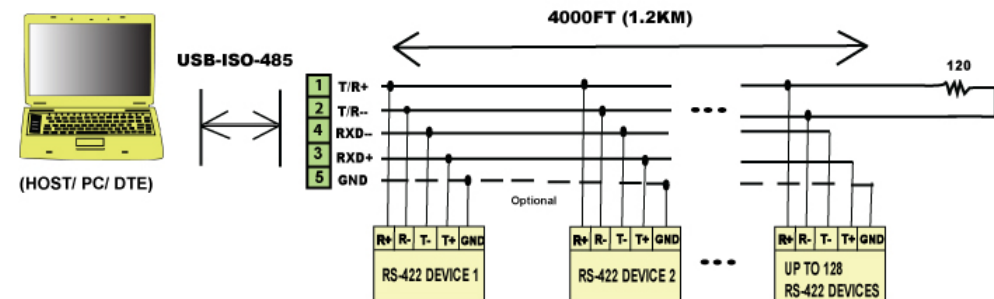 4000FT (1.2KM)
USB-ISO-485
120
1 T/R+
2 T/R--
4 RXD--
3 RXD+
5 GND
Optional
(HOST/ PC/ DTE)
R+ R- T- T+ GND
RS-422 DEVICE 1
R+ R- T- T+ GND
RS-422 DEVICE 2
R+ R- T- T+ GND
UP TO 128
RS-422 DEVICES